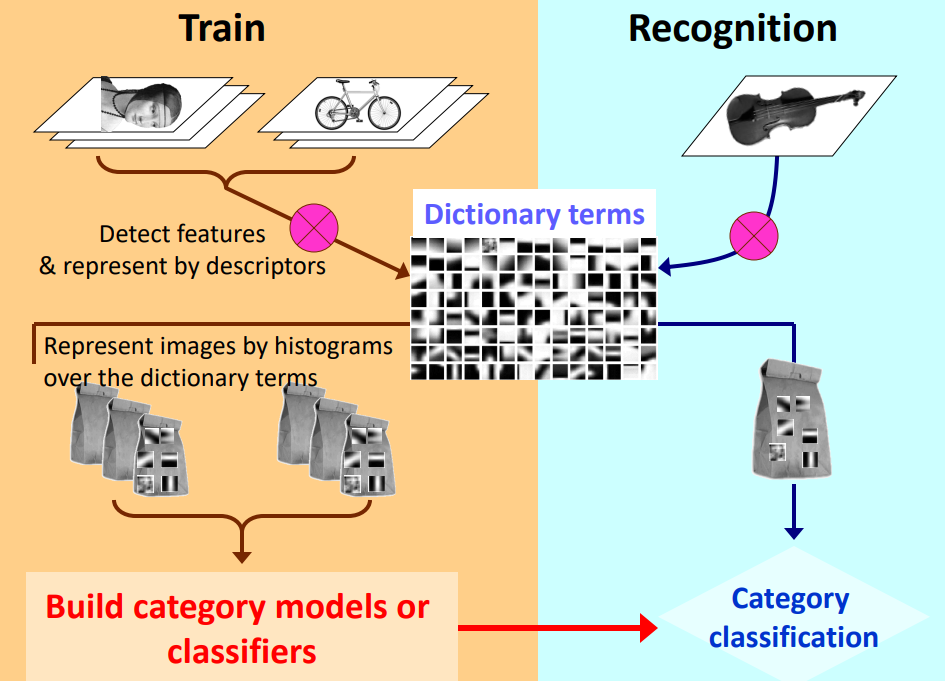 Train
Recognition
Dictionary terms
Detect features
& represent by descriptors
Represent images by histograms
over the dictionary terms
Build category models or
classifiers
Category
classification